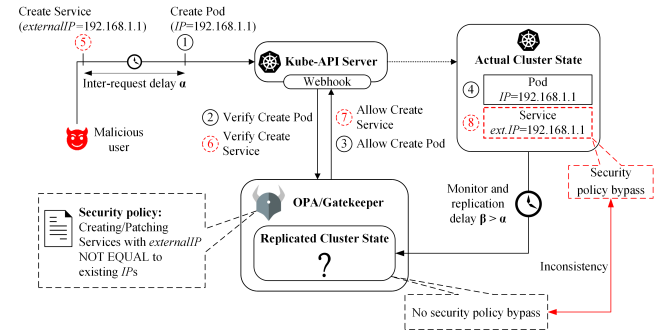 Create Service
(externalIP=192.168.1.1)
5
Create Pod
(IP=192.168.1.1)
1
Inter-request delay α
Malicious
user
Kube-API Server
Webhook
2 Verify Create Pod
6 Verify Create
Service
7 Allow Create
Service
3 Allow Create Pod
Actual Cluster State
4
Pod
IP=192.168.1.1
8
Service
ext.IP=192.168.1.1
Security
policy bypass
Monitor and
replication
delay β > α
OPA/Gatekeeper
Replicated Cluster State
?
Security policy:
Creating/Patching
Services with externalIP
NOT EQUAL to
existing IPs
Inconsistency
No security policy bypass